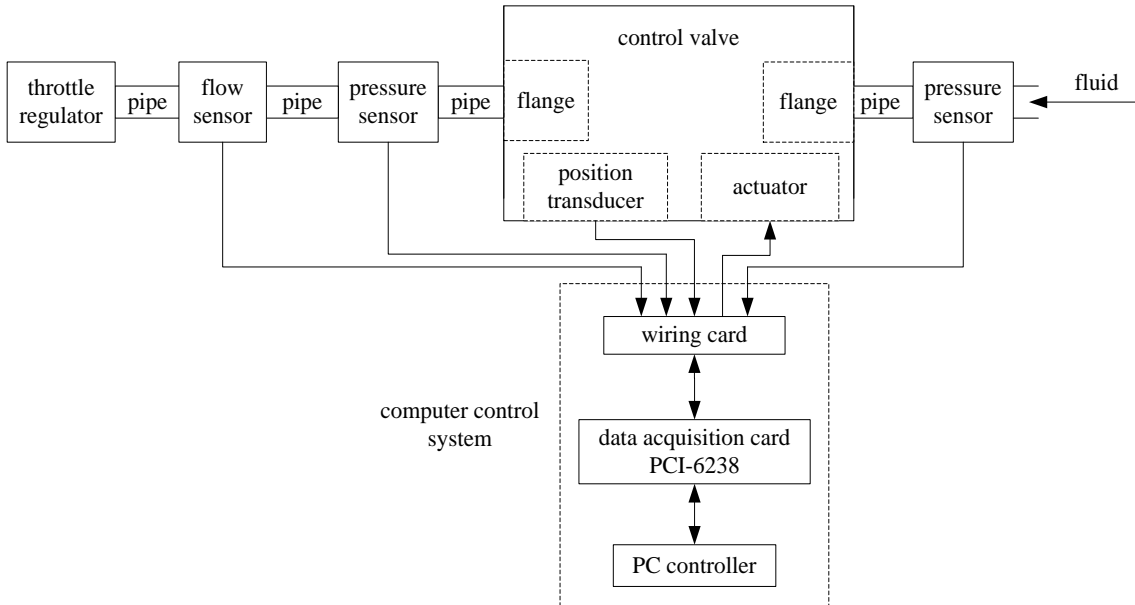 control valve
throttle
regulator
pipe
flow
sensor
pipe
pressure
sensor
pipe
flange
flange
pipe
pressure
sensor
fluid
position
transducer
actuator
wiring card
computer control
system
data acquisition card
PCI-6238
PC controller